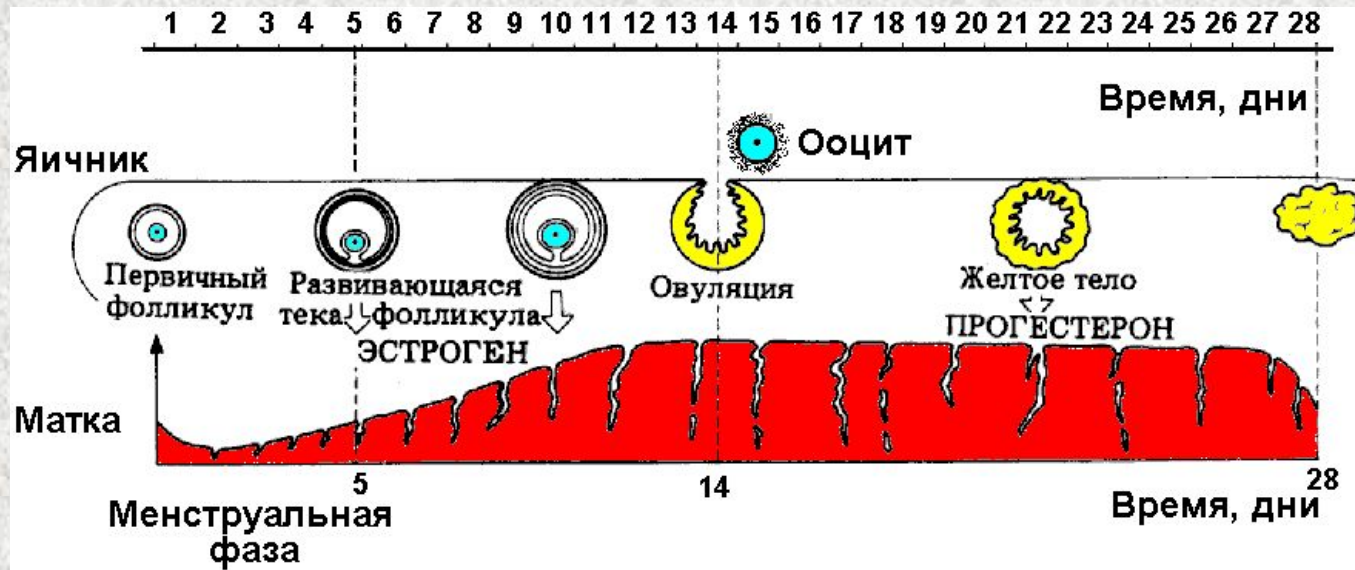 1 2 3 4 5 6 7 8 9 10 11 12 13 14 15 16 17 18 19 20 21 22 23 24 25 26 27 28
Время, дни
Ооцит
Яичник
Первичный
фолликул
Развивающаяся
тека фолликула
ЭСТРОГЕН
Овуляция
Желтое тело
ПРОГЕСТЕРОН
Матка
5 14 28
Менструальная
фаза
Время, дни